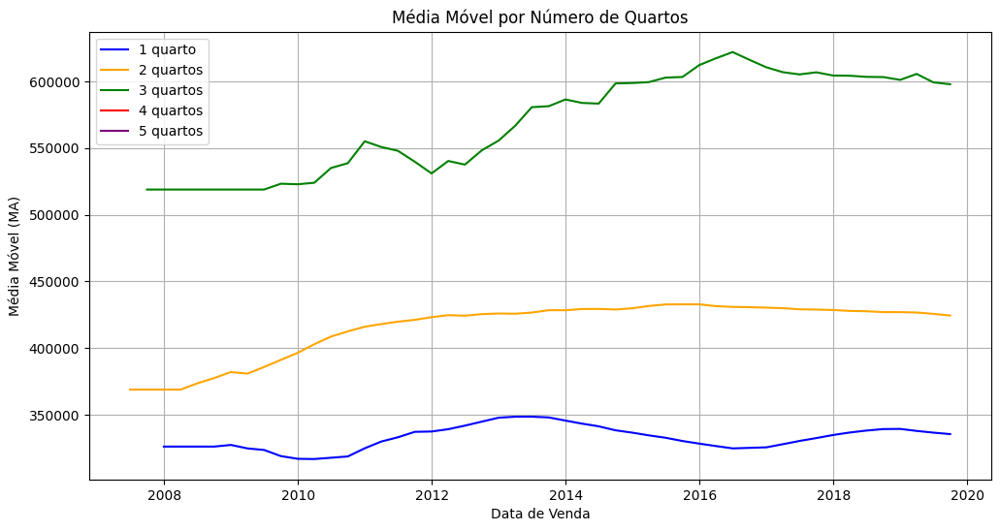 Média Móvel por Número de Quartos
1 quarto
2 quartos
3 quartos
4 quartos
5 quartos
600000
550000
500000
450000
400000
350000
Média Móvel (MA)
2008
2010
2012
2014
2016
2018
2020
Data de Venda